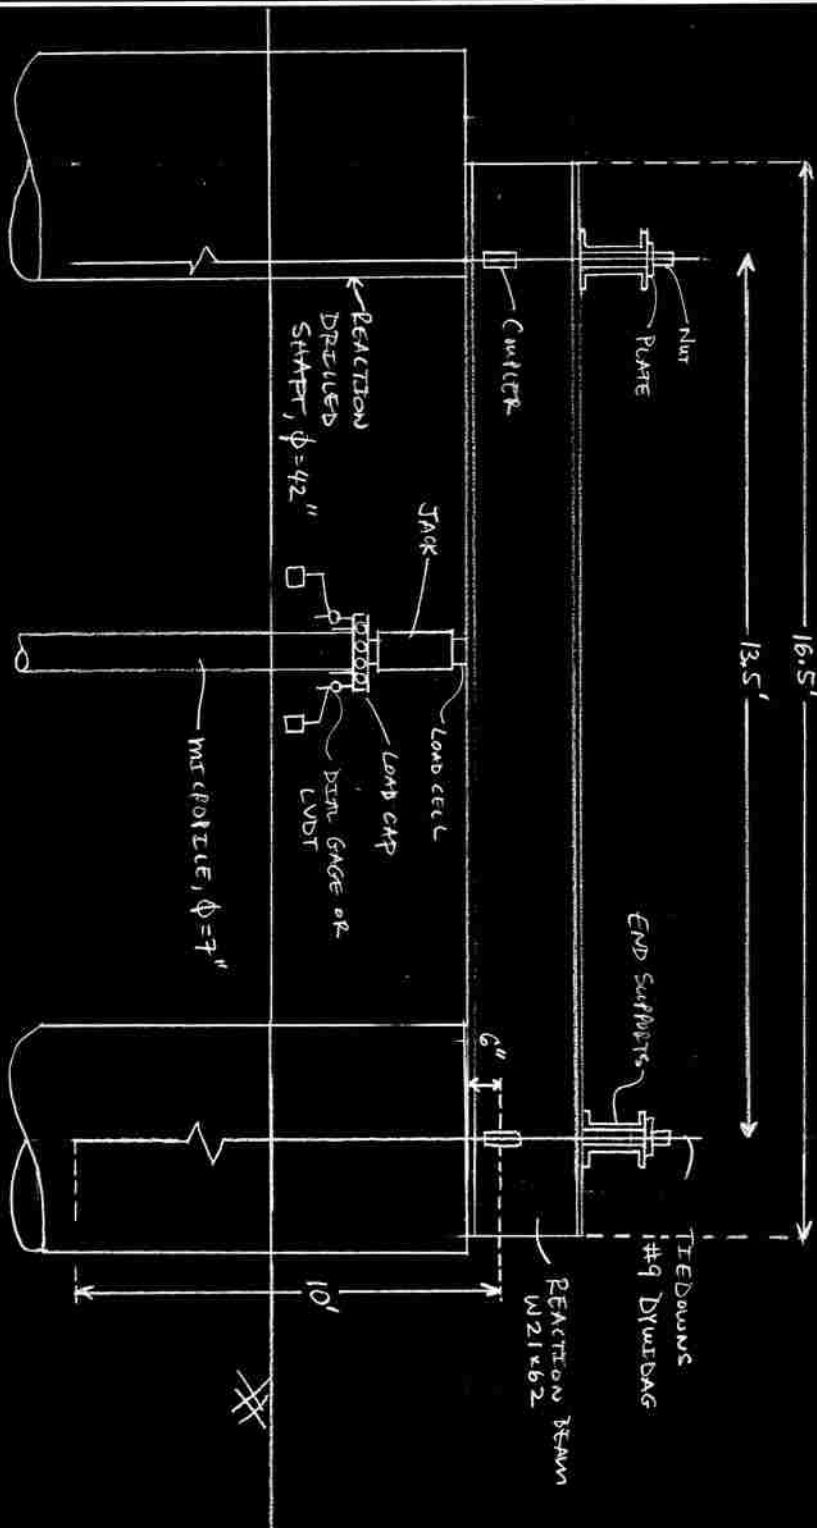 16.5'
13.5'
NUT
PLATE
COUPLER
END SUPPORTS
TIEDOWNS
#9 DYWIDAG
REACTION BEAM
W21x62
6"
10'
REACTION
DRILLED
SHAFT, ϕ=42"
JACK
LOAD CELL
LOAD CAP
DIAL GAGE OR
LVDT
MICROPILE, ϕ=7"